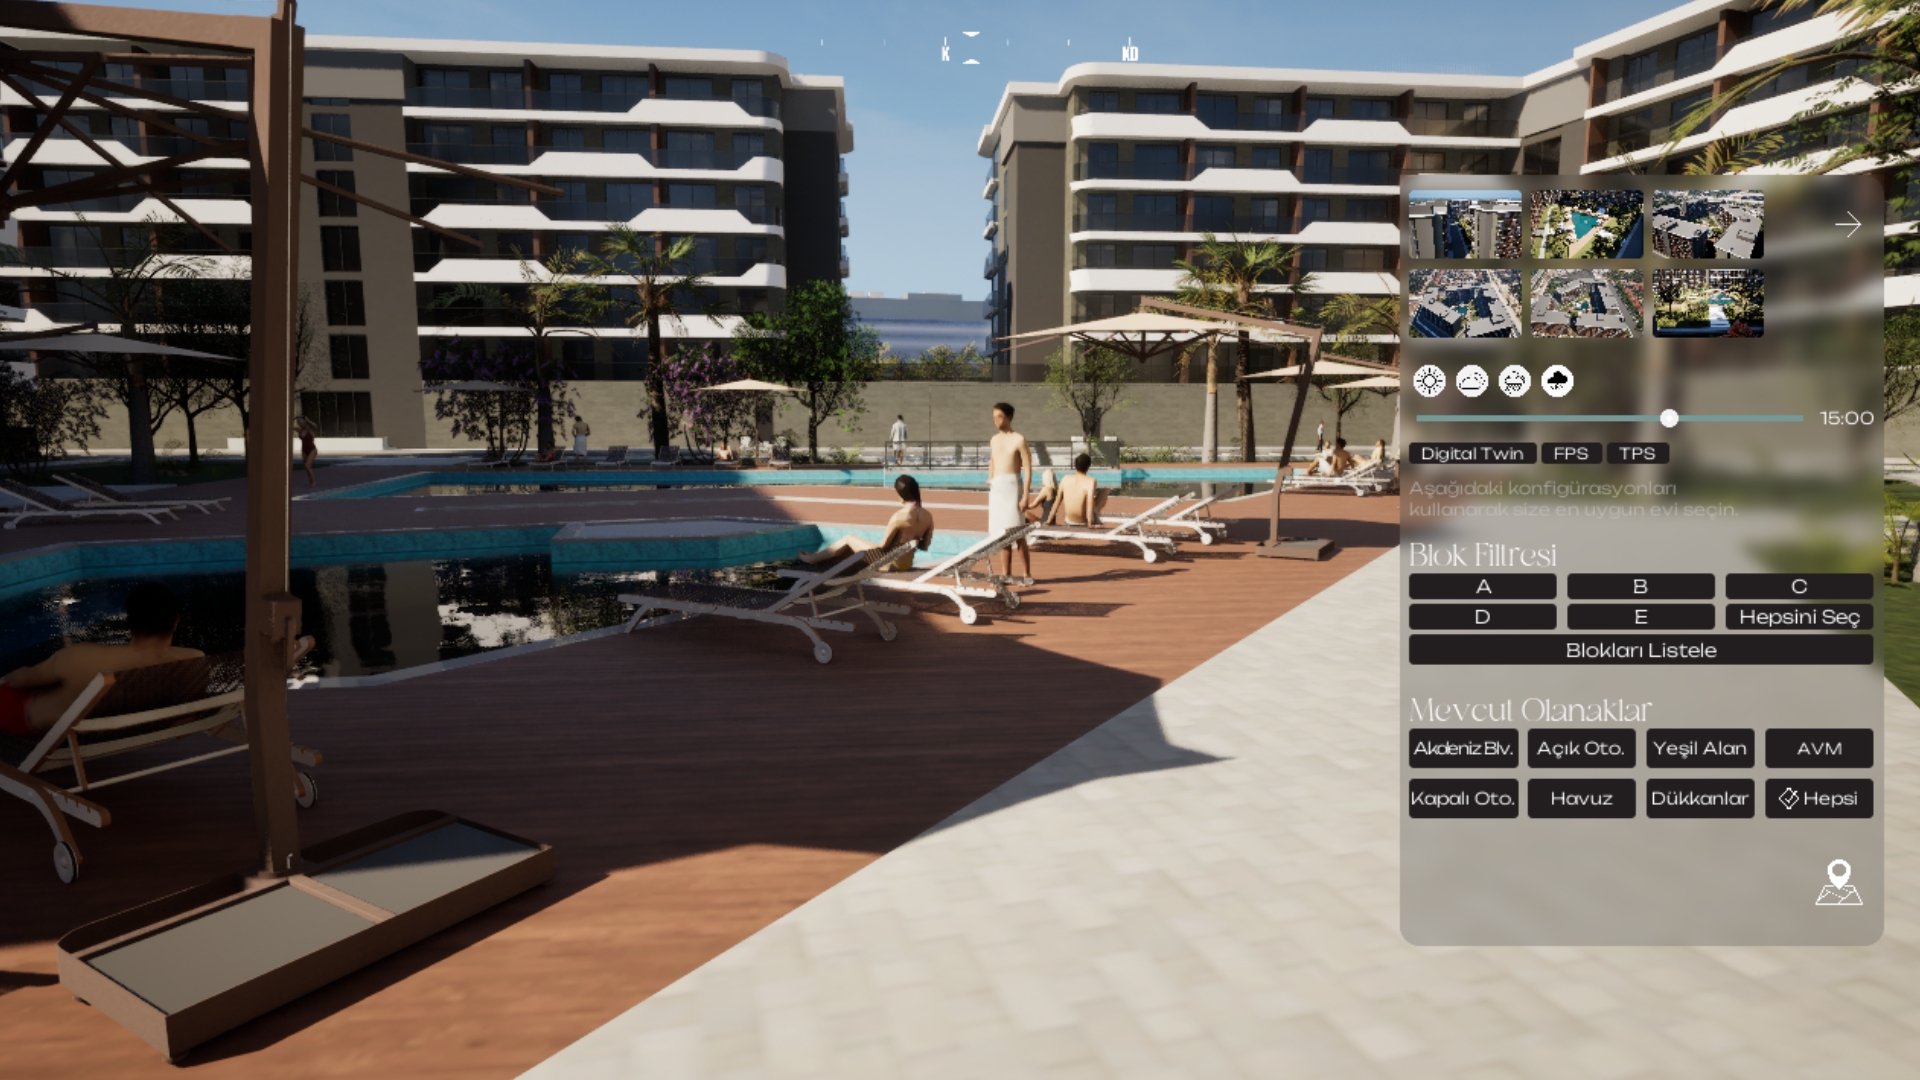 K
KD
15:00
Digital Twin
FPS
TPS
Aşağıdaki konfigürasyonları
kullanarak size en uygun evi seçin.
Blok Filtresi
A
B
C
D
E
Hepsini Seç
Blokları Listele
Mevcut Olanaklar
Akdeniz Blv.
Açık Oto.
Yeşil Alan
AVM
Kapalı Oto.
Havuz
Dükkanlar
Hepsi